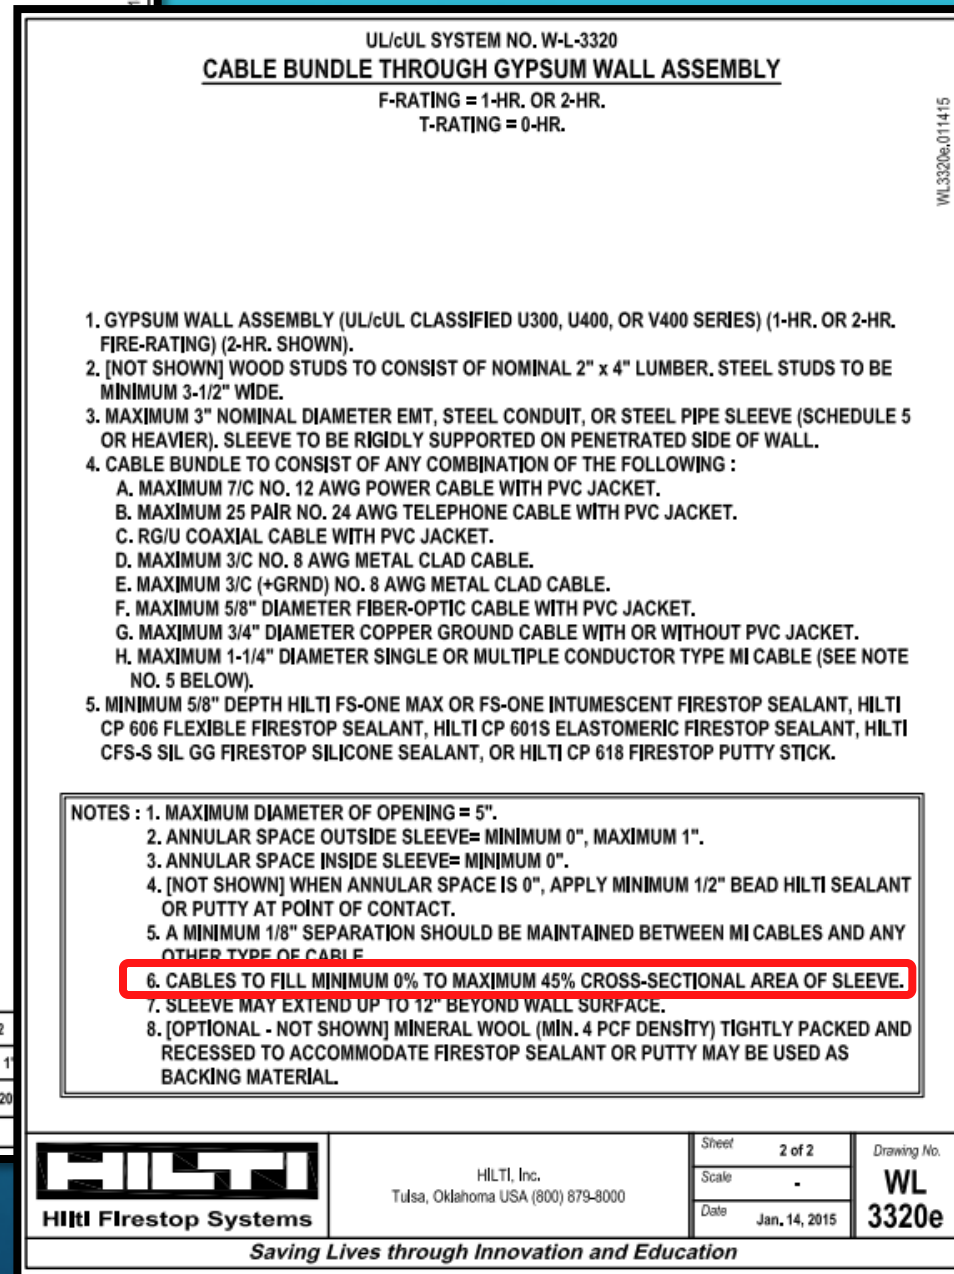 UL/cUL SYSTEM NO. W-L-3320
CABLE BUNDLE THROUGH GYPSUM WALL ASSEMBLY
F-RATING = 1-HR. OR 2-HR.
T-RATING = 0-HR.
WL3320e.011415
1. GYPSUM WALL ASSEMBLY (UL/cUL CLASSIFIED U300, U400, OR V400 SERIES) (1-HR. OR 2-HR.
FIRE-RATING) (2-HR. SHOWN).
2. [NOT SHOWN] WOOD STUDS TO CONSIST OF NOMINAL 2" x 4" LUMBER. STEEL STUDS TO BE
MINIMUM 3-1/2" WIDE.
3. MAXIMUM 3" NOMINAL DIAMETER EMT, STEEL CONDUIT, OR STEEL PIPE SLEEVE (SCHEDULE 5
OR HEAVIER). SLEEVE TO BE RIGIDLY SUPPORTED ON PENETRATED SIDE OF WALL.
4. CABLE BUNDLE TO CONSIST OF ANY COMBINATION OF THE FOLLOWING :
A. MAXIMUM 7/C NO. 12 AWG POWER CABLE WITH PVC JACKET.
B. MAXIMUM 25 PAIR NO. 24 AWG TELEPHONE CABLE WITH PVC JACKET.
C. RG/U COAXIAL CABLE WITH PVC JACKET.
D. MAXIMUM 3/C NO. 8 AWG METAL CLAD CABLE.
E. MAXIMUM 3/C (+GRND) NO. 8 AWG METAL CLAD CABLE.
F. MAXIMUM 5/8" DIAMETER FIBER-OPTIC CABLE WITH PVC JACKET.
G. MAXIMUM 3/4" DIAMETER COPPER GROUND CABLE WITH OR WITHOUT PVC JACKET.
H. MAXIMUM 1-1/4" DIAMETER SINGLE OR MULTIPLE CONDUCTOR TYPE MI CABLE (SEE NOTE
NO. 5 BELOW).
5. MINIMUM 5/8" DEPTH HILTI FS-ONE MAX OR FS-ONE INTUMESCENT FIRESTOP SEALANT, HILTI
CP 606 FLEXIBLE FIRESTOP SEALANT, HILTI CP 601S ELASTOMERIC FIRESTOP SEALANT, HILTI
CFS-S SIL GG FIRESTOP SILICONE SEALANT, OR HILTI CP 618 FIRESTOP PUTTY STICK.
NOTES : 1. MAXIMUM DIAMETER OF OPENING = 5".
2. ANNULAR SPACE OUTSIDE SLEEVE= MINIMUM 0", MAXIMUM 1".
3. ANNULAR SPACE INSIDE SLEEVE= MINIMUM 0".
4. [NOT SHOWN] WHEN ANNULAR SPACE IS 0", APPLY MINIMUM 1/2" BEAD HILTI SEALANT
OR PUTTY AT POINT OF CONTACT.
5. A MINIMUM 1/8" SEPARATION SHOULD BE MAINTAINED BETWEEN MI CABLES AND ANY
OTHER TYPE OF CABLE
6. CABLES TO FILL MINIMUM 0% TO MAXIMUM 45% CROSS-SECTIONAL AREA OF SLEEVE.
7. SLEEVE MAY EXTEND UP TO 12" BEYOND WALL SURFACE.
8. [OPTIONAL - NOT SHOWN] MINERAL WOOL (MIN. 4 PCF DENSITY) TIGHTLY PACKED AND
RECESSED TO ACCOMMODATE FIRESTOP SEALANT OR PUTTY MAY BE USED AS
BACKING MATERIAL.
2
1"
20
HILTI
Hilti Firestop Systems
HILTI, Inc.
Tulsa, Oklahoma USA (800) 879-8000
Sheet 2 of 2
Scale -
Date Jan. 14, 2015
Drawing No.
WL
3320e
Saving Lives through Innovation and Education